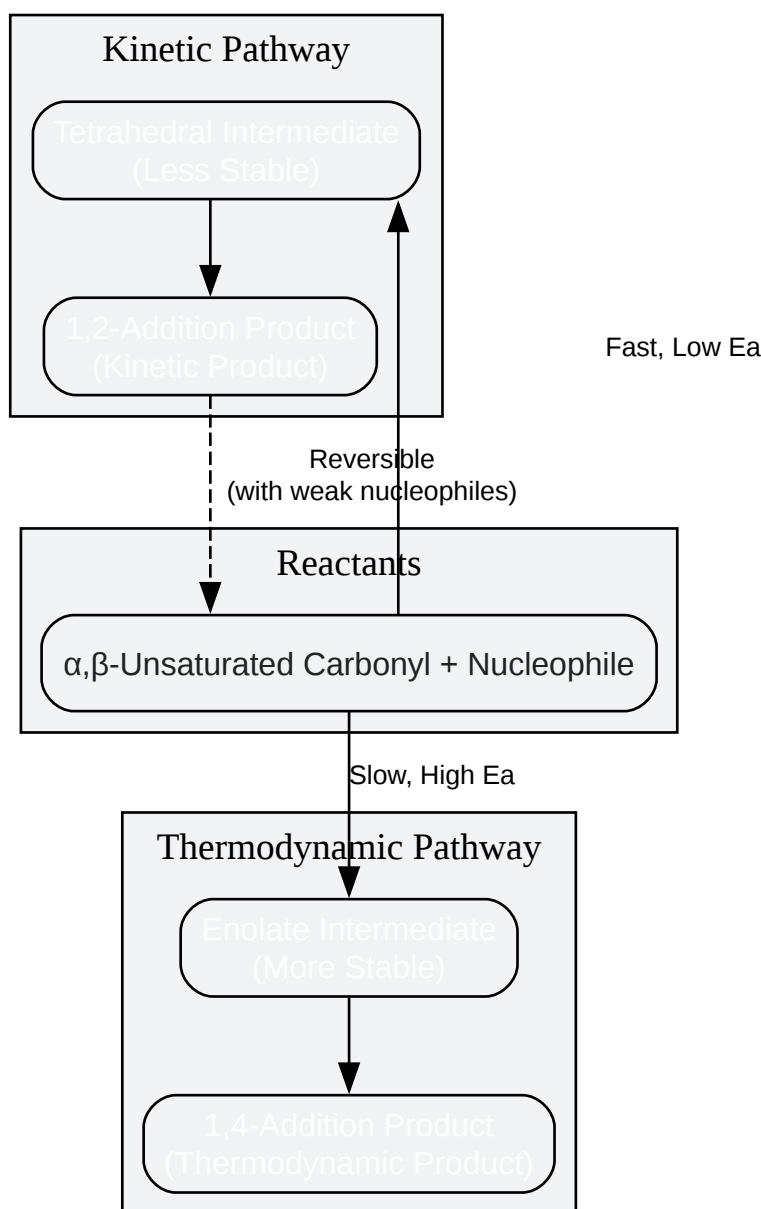 Kinetic Pathway
Tetrahedral Intermediate
(Less Stable)
1,2-Addition Product
(Kinetic Product)
Fast, Low Ea
Reversible
(with weak nucleophiles)
Reactants
α,β-Unsaturated Carbonyl + Nucleophile
Slow, High Ea
Thermodynamic Pathway
Enolate Intermediate
(More Stable)
1,4-Addition Product
(Thermodynamic Product)